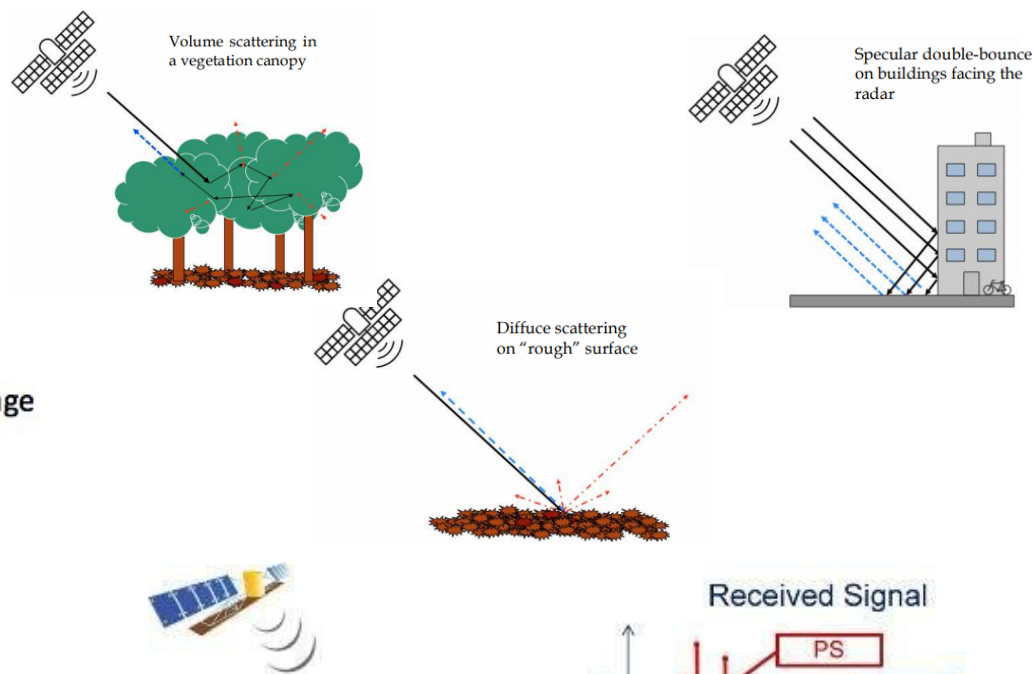 Volume scattering in
a vegetation canopy
Specular double-bounce
on buildings facing the
radar
Diffuce scattering
on “rough” surface
ge
Received Signal
PS